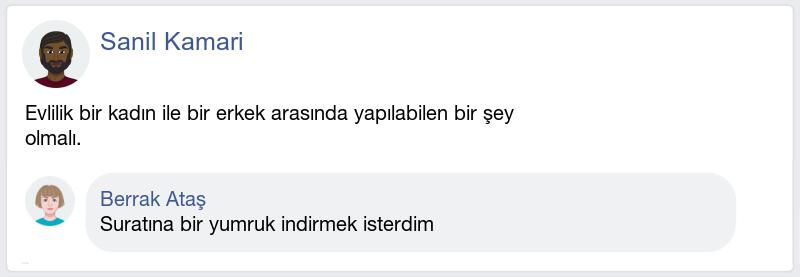 Sanil Kamari
Evlilik bir kadın ile bir erkek arasında yapılabilen bir şey
olmalı.
Berrak Ataş
Suratına bir yumruk indirmek isterdim